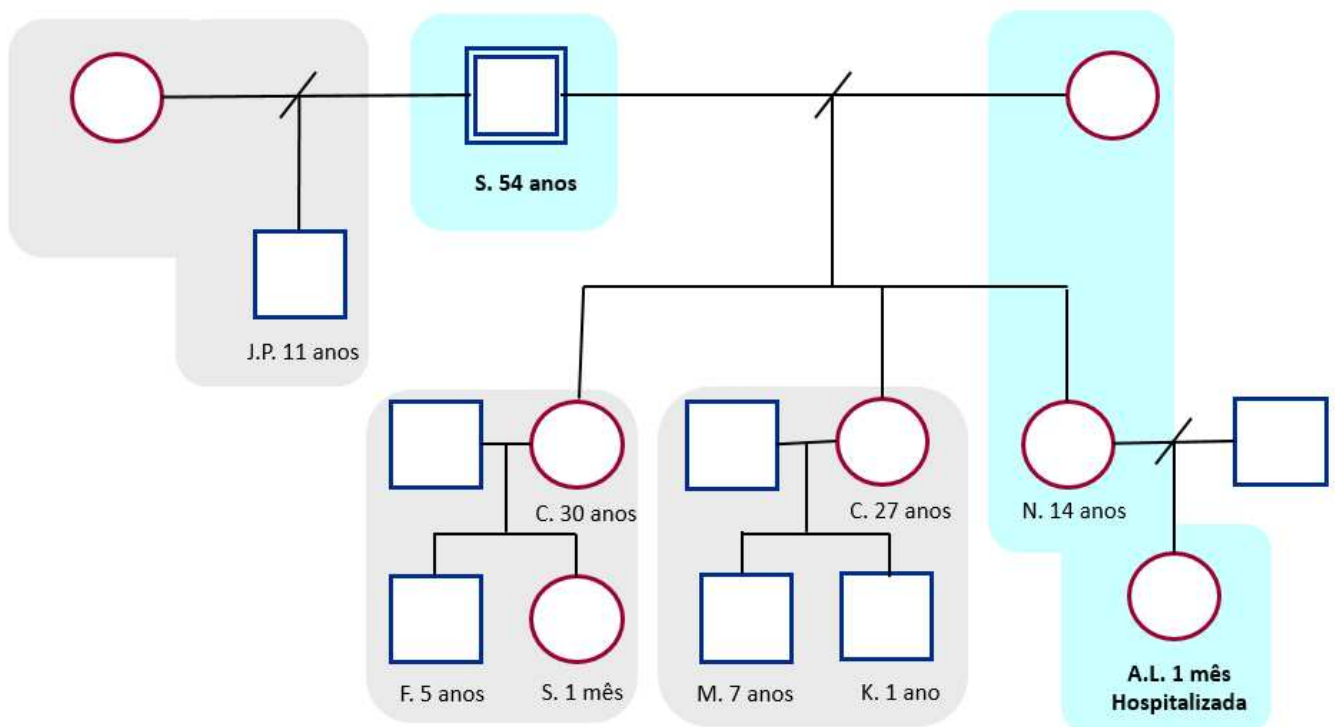 S. 54 anos
J.P. 11 anos
C. 30 anos
C. 27 anos
N. 14 anos
F. 5 anos
S. 1 mês
M. 7 anos
K. 1 ano
A.L. 1 mês
Hospitalizada